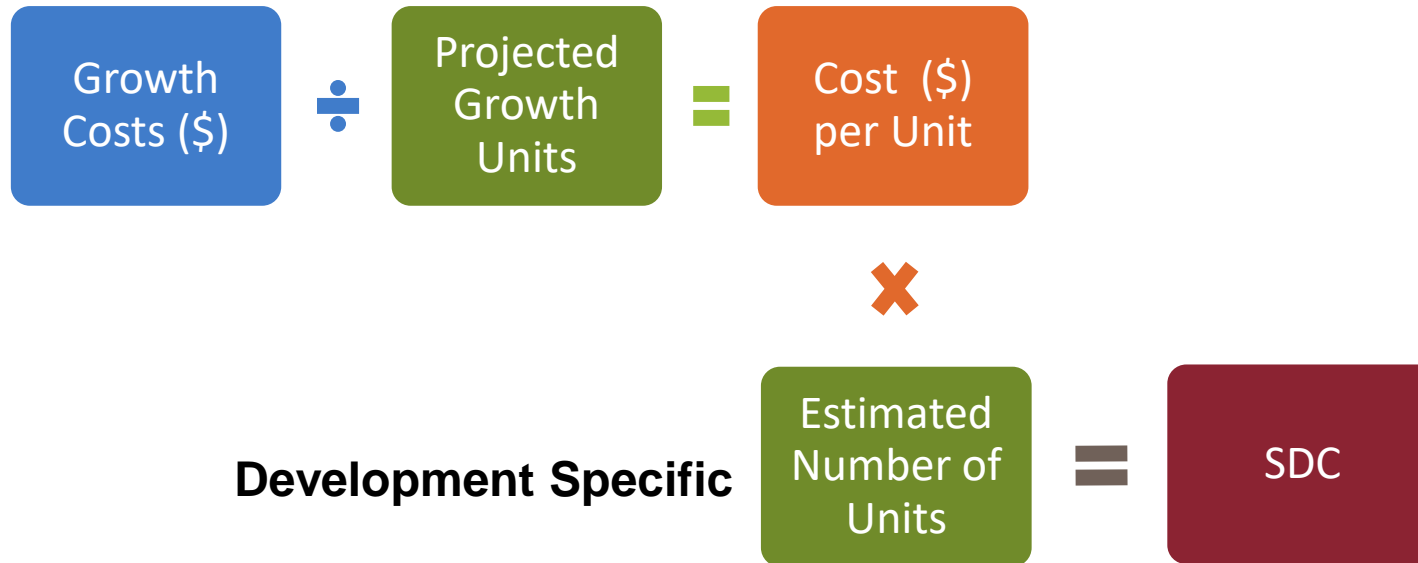 Growth
Costs ($)
÷
Projected
Growth
Units
=
Cost ($)
per Unit
×
Development Specific
Estimated
Number of
Units
=
SDC